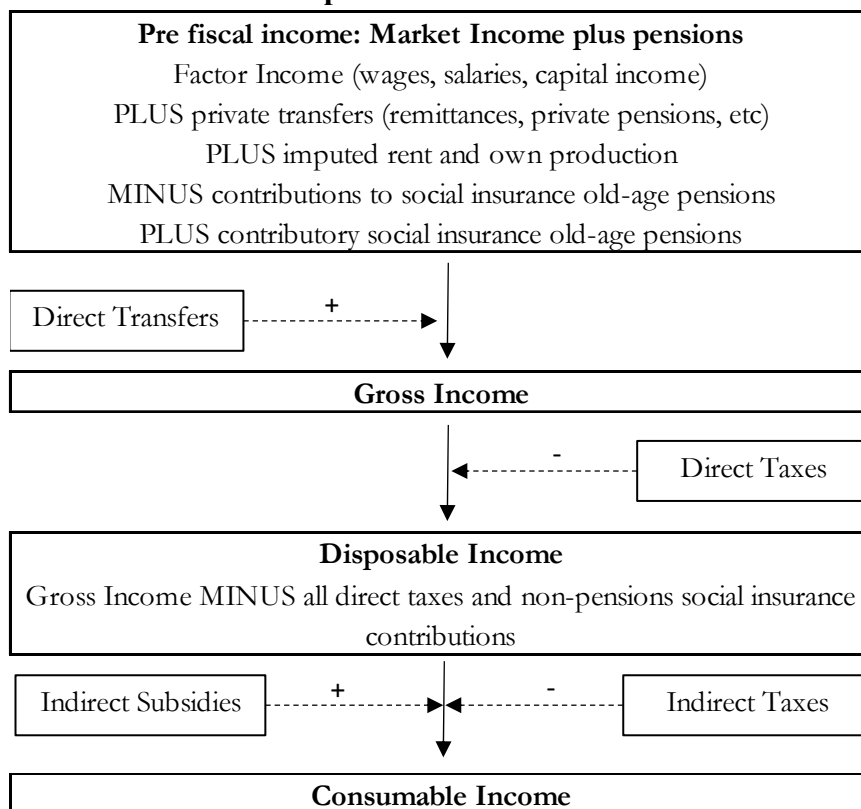 Pre fiscal income: Market Income plus pensions
Factor Income (wages, salaries, capital income)
PLUS private transfers (remittances, private pensions, etc)
PLUS imputed rent and own production
MINUS contributions to social insurance old-age pensions
PLUS contributory social insurance old-age pensions
Direct Transfers
+
Gross Income
-
Direct Taxes
Disposable Income
Gross Income MINUS all direct taxes and non-pensions social insurance
contributions
Indirect Subsidies
+
-
Indirect Taxes
Consumable Income